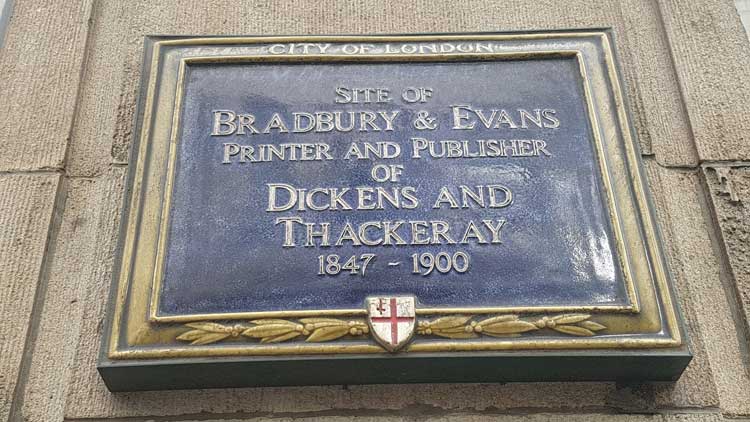 CITY OF LONDON
SITE OF
BRADBURY & EVANS
PRINTER AND PUBLISHER
OF
DICKENS AND
THACKERAY
1847 - 1900